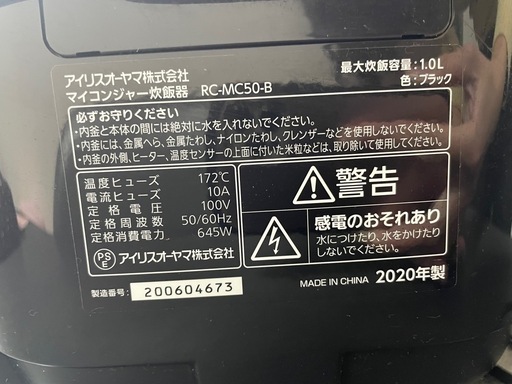 アイリスオーヤマ株式会社
マイコンジャー炊飯器 RC-MC50-B
最大炊飯容量:1.0L
色:ブラック
必ずお守りください
・内釜と本体の間には絶対に水を入れないでください。
・内釜には、金属へら、金属たわし、ナイロンたわし、クレンザーなどを使用しないでください。
・内釜の外側、ヒーター、温度センサーの上面に付いた米粒などは、取り除いて使用してください。
温度ヒューズ 172℃
電流ヒューズ 10A
定格電圧 100V
定格周波数 50/60Hz
定格消費電力 645W
PSE アイリスオーヤマ株式会社
製造番号: 200604673
警告
感電のおそれあり
水につけたり、水をかけたり
しないでください。
MADE IN CHINA 2020年製